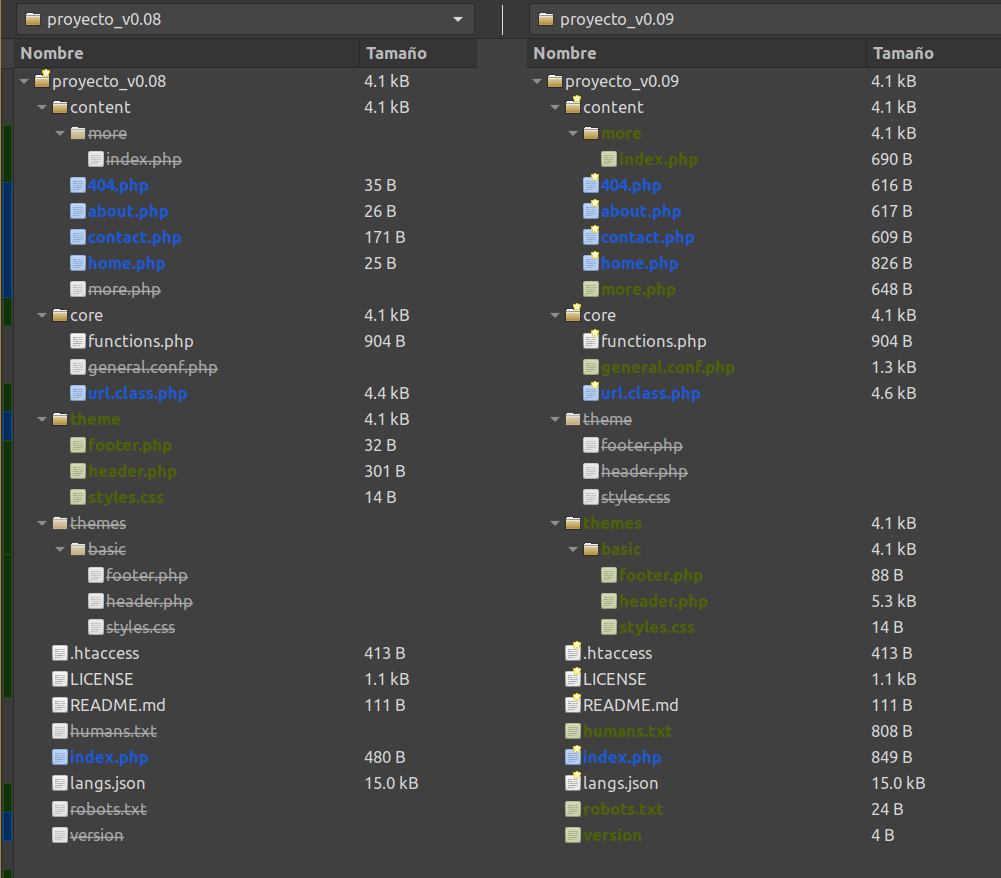 proyecto_v0.08
Nombre Tamaño
proyecto_v0.08 4.1 kB
content 4.1 kB
more
index.php
404.php 35 B
about.php 26 B
contact.php 171 B
home.php 25 B
more.php
core 4.1 kB
functions.php 904 B
general.conf.php
url.class.php 4.4 kB
theme 4.1 kB
footer.php 32 B
header.php 301 B
styles.css 14 B
themes
basic
footer.php
header.php
styles.css
.htaccess 413 B
LICENSE 1.1 kB
README.md 111 B
humans.txt
index.php 480 B
langs.json 15.0 kB
robots.txt
version
proyecto_v0.09
Nombre Tamaño
proyecto_v0.09 4.1 kB
content 4.1 kB
more 4.1 kB
index.php 690 B
404.php 616 B
about.php 617 B
contact.php 609 B
home.php 826 B
more.php 648 B
core 4.1 kB
functions.php 904 B
general.conf.php 1.3 kB
url.class.php 4.6 kB
theme
footer.php
header.php
styles.css
themes 4.1 kB
basic 4.1 kB
footer.php 88 B
header.php 5.3 kB
styles.css 14 B
.htaccess 413 B
LICENSE 1.1 kB
README.md 111 B
humans.txt 808 B
index.php 849 B
langs.json 15.0 kB
robots.txt 24 B
version 4 B